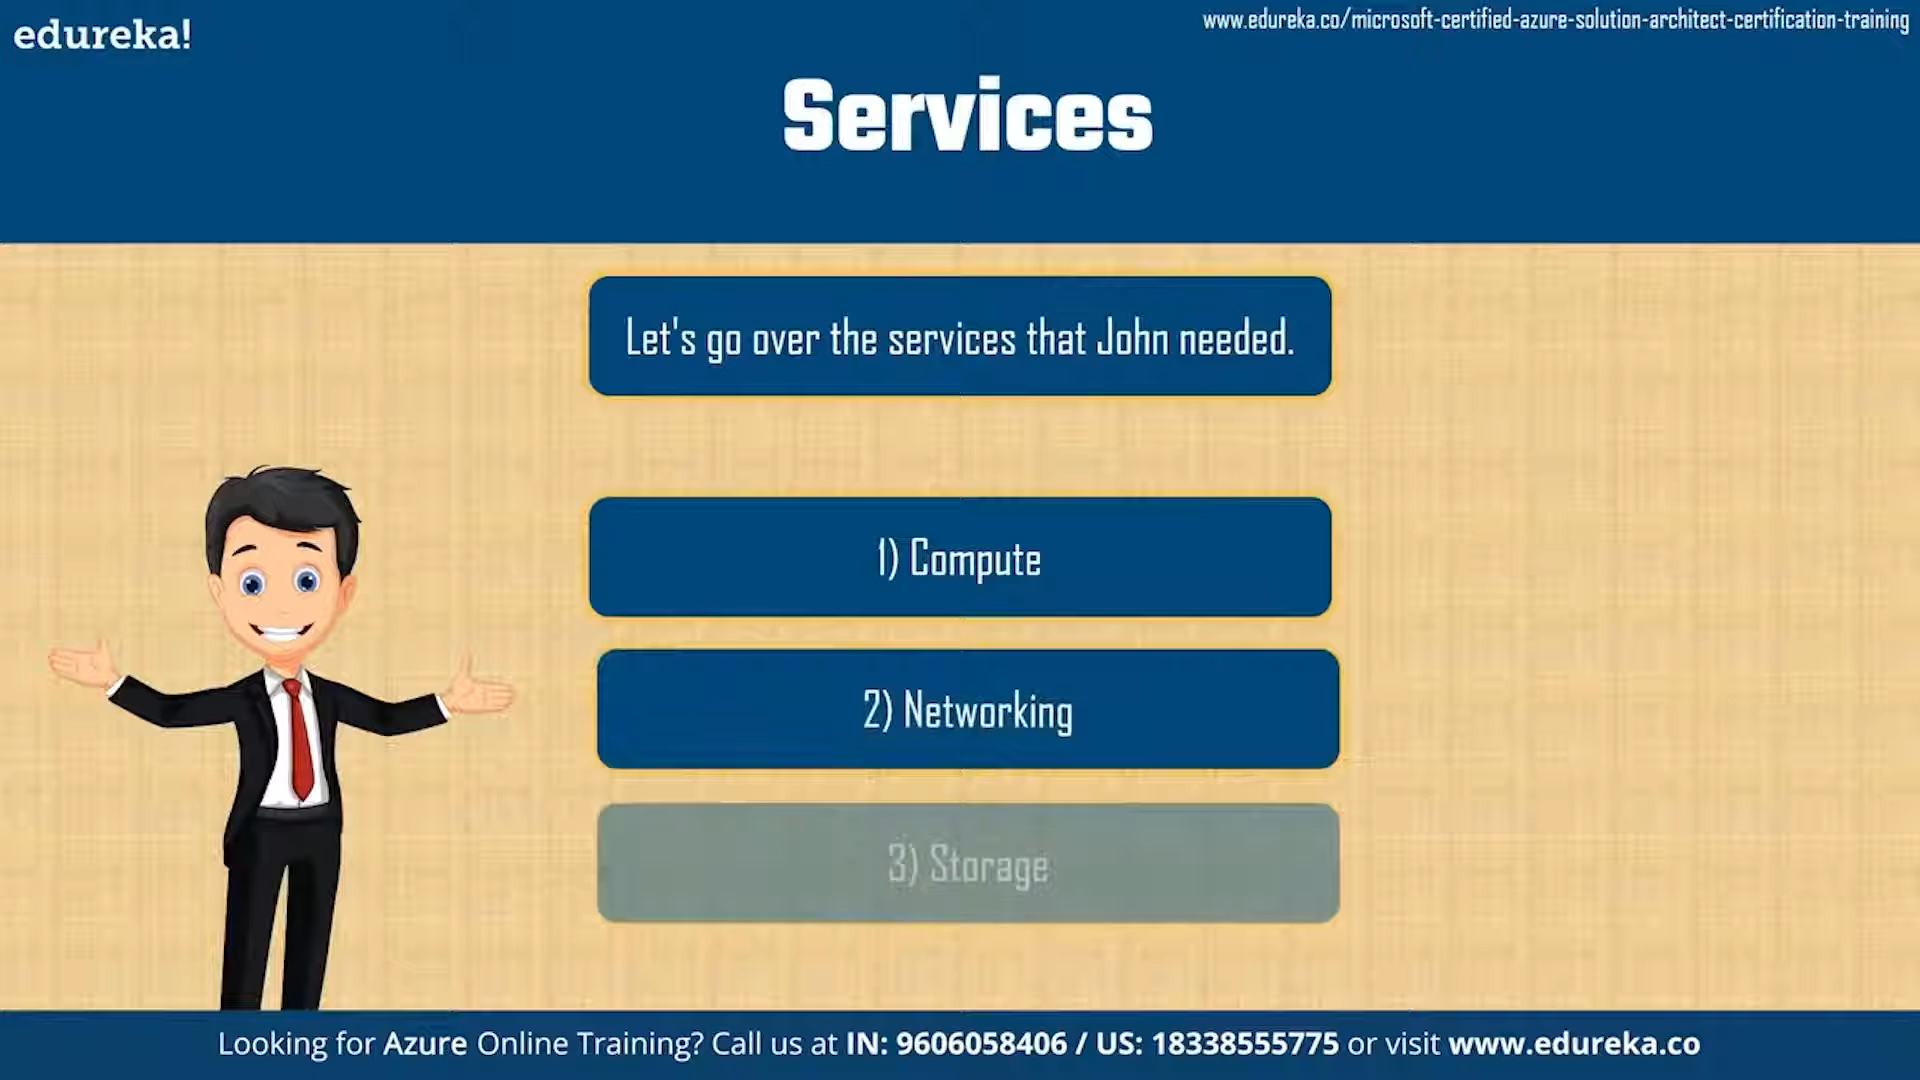 edureka!
www.edureka.co/microsoft-certified-azure-solution-architect-certification-training
Services
Let's go over the services that John needed.
1) Compute
2) Networking
3) Storage
Looking for Azure Online Training? Call us at IN: 9606058406 / US: 18338555775 or visit www.edureka.co